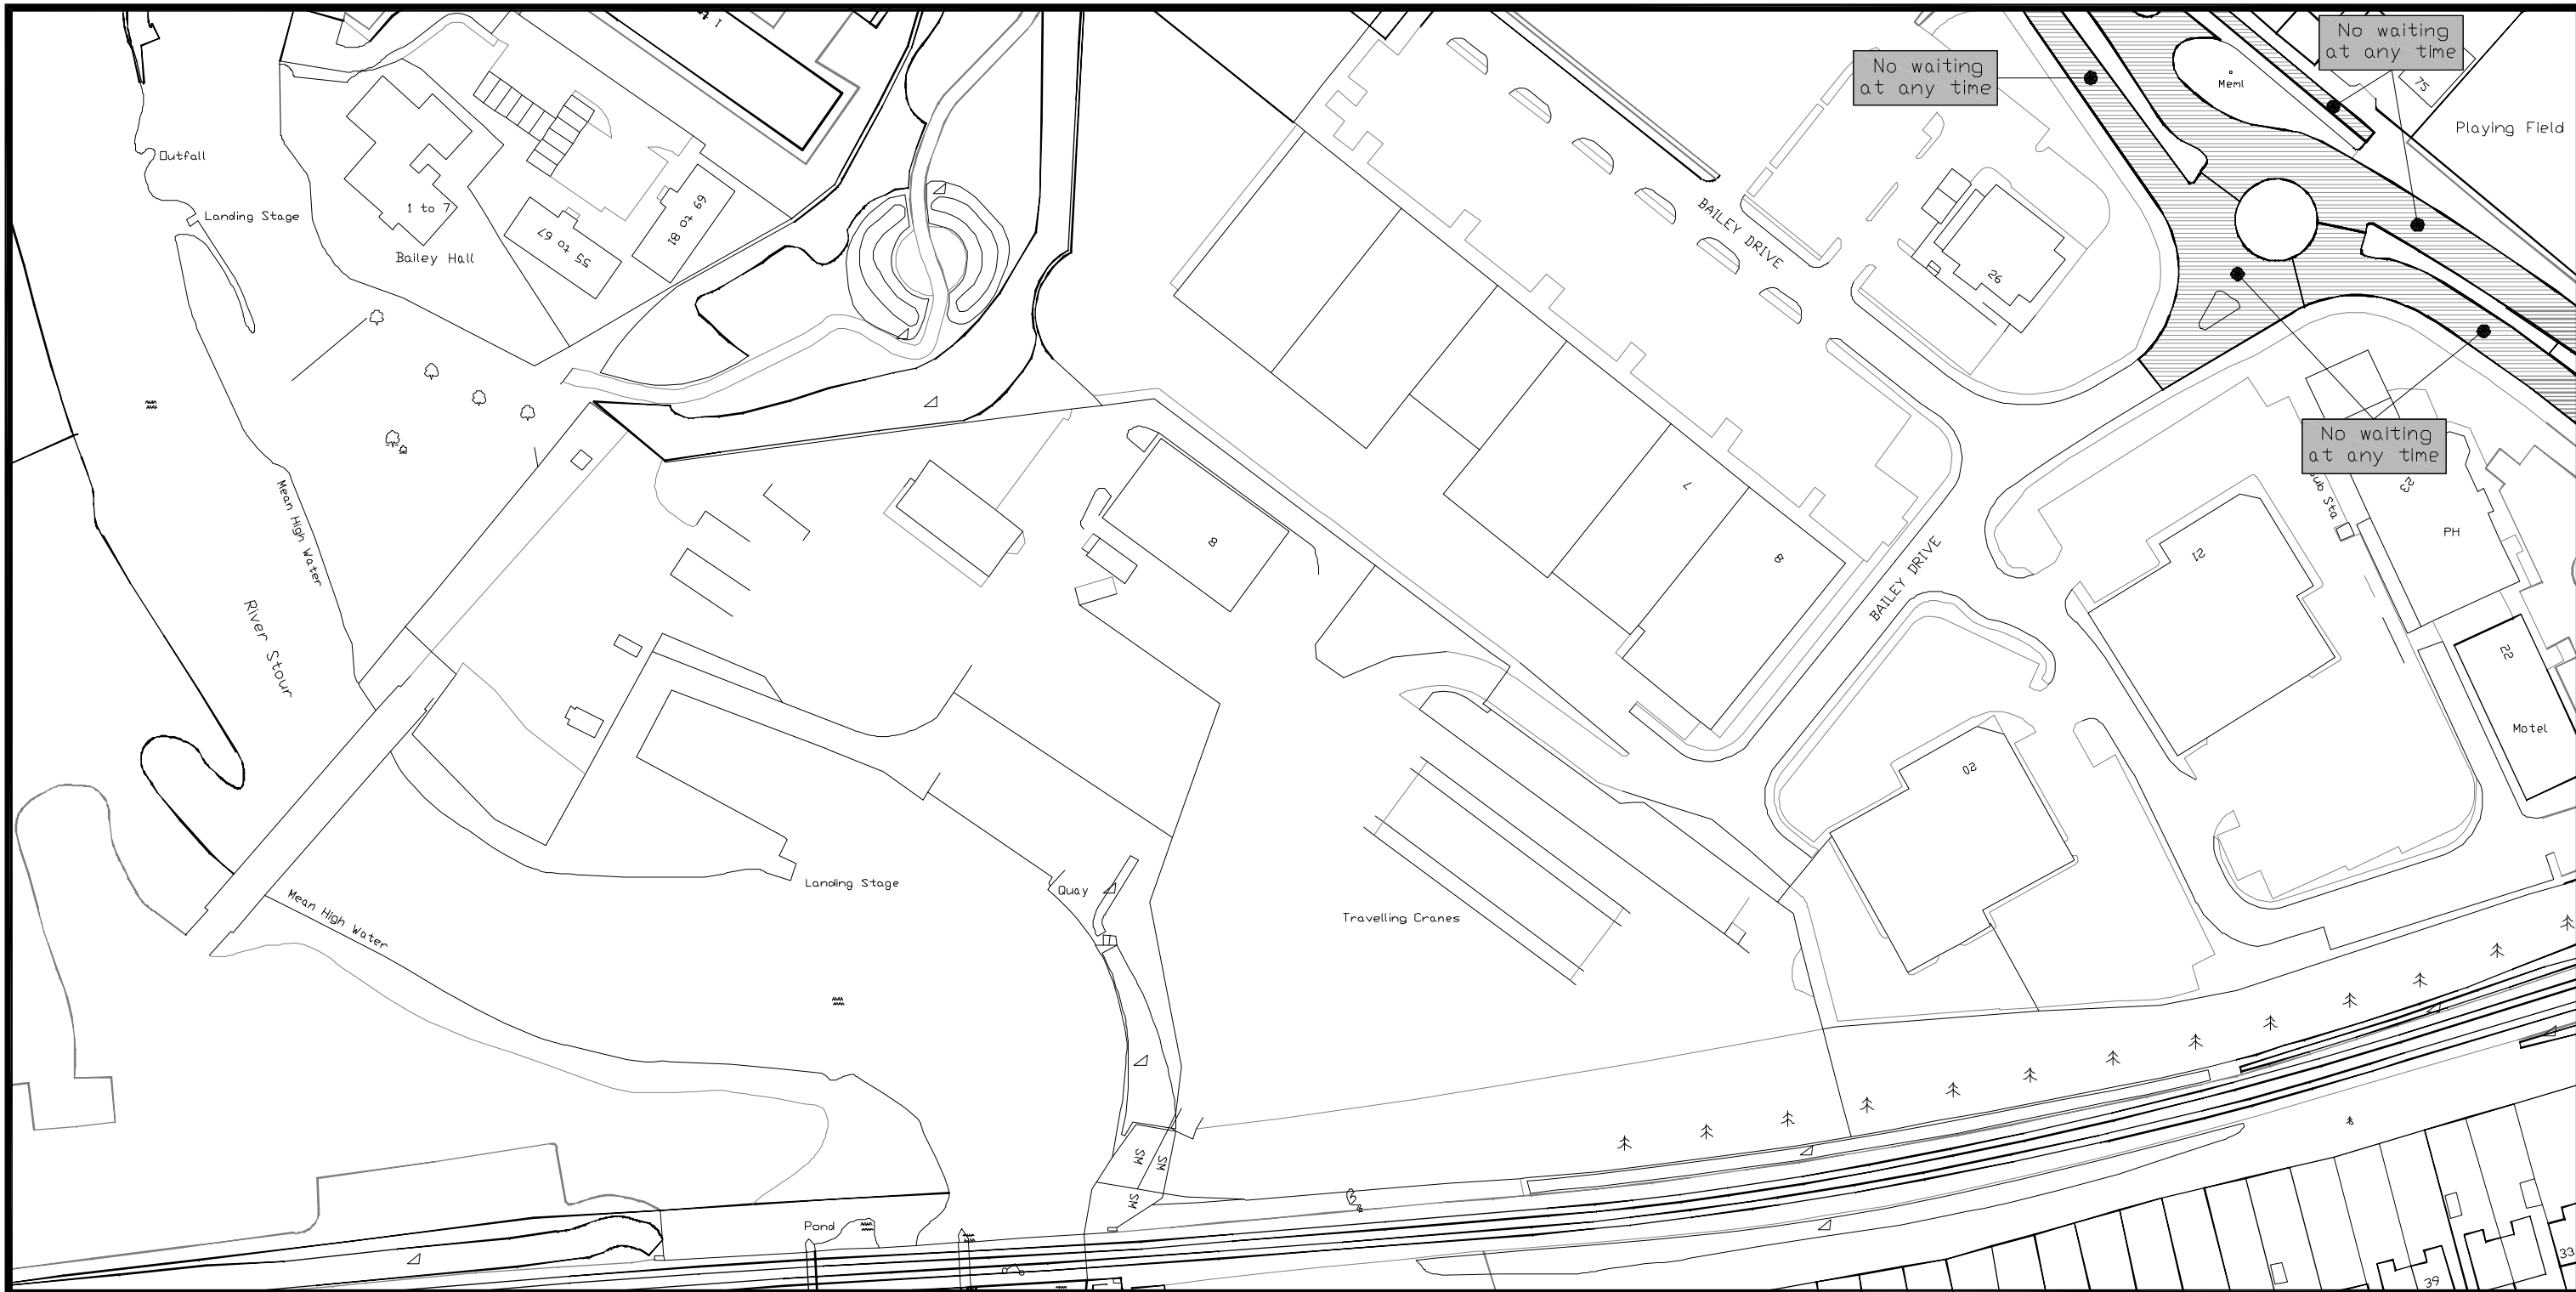 No waiting
at any time
No waiting
at any time
75
Meml
Playing Field
Outfall
Landing Stage
1 to 7
Bailey Hall
55 to 67
69 to 81
BAILEY DRIVE
26
Mean High Water
River Stour
No waiting
at any time
23
PH
7
8
8
BAILEY DRIVE
21
22
Motel
20
Landing Stage
Quay
Travelling Cranes
Mean High Water
SM
SM
SM
Pond
39
33